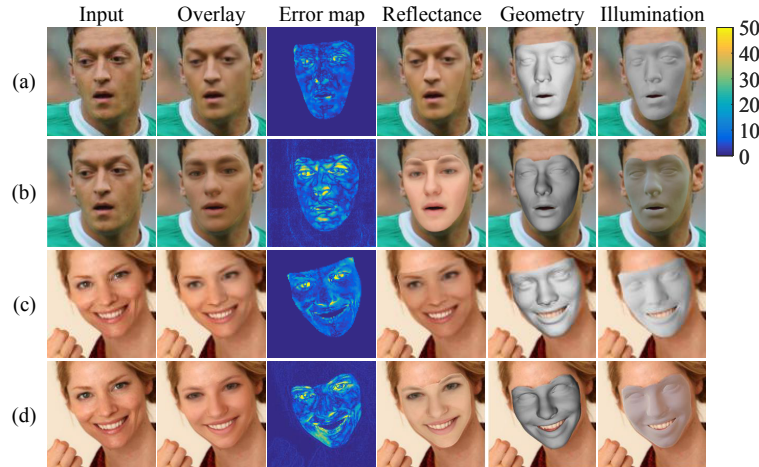 Input Overlay Error map Reflectance Geometry Illumination
50
40
30
20
10
0
(a)
(b)
(c)
(d)